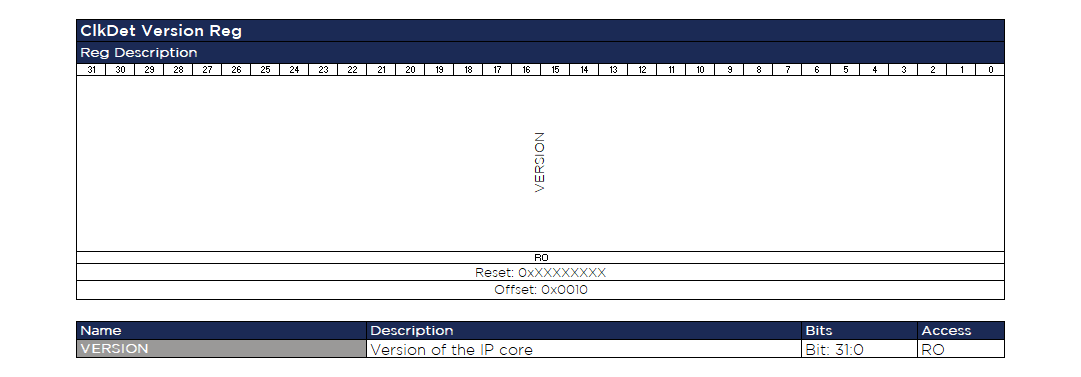 ClkDet Version Reg
Reg Description
31 30 29 28 27 26 25 24 23 22 21 20 19 18 17 16 15 14 13 12 11 10 9 8 7 6 5 4 3 2 1 0
VERSION
RO
Reset: 0xXXXXXXXX
Offset: 0x0010
Name Description Bits Access
VERSION Version of the IP core Bit: 31:0 RO